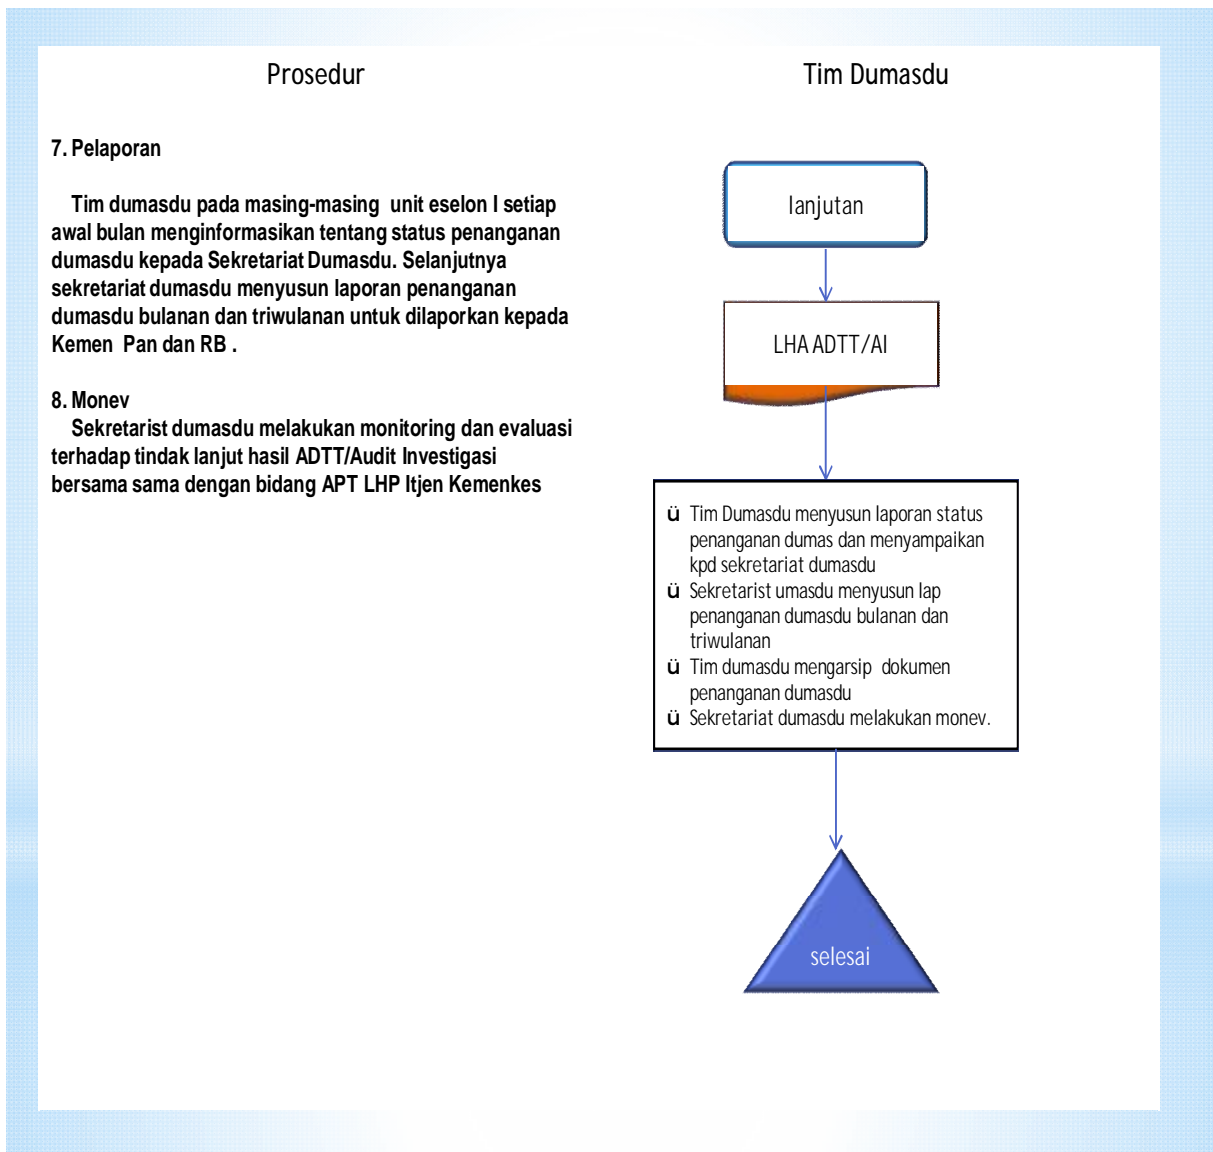 Prosedur
Tim Dumasdu
7. Pelaporan
Tim dumasdu pada masing-masing unit eselon I setiap
awal bulan menginformasikan tentang status penanganan
dumasdu kepada Sekretariat Dumasdu. Selanjutnya
sekretariat dumasdu menyusun laporan penanganan
dumasdu bulanan dan triwulanan untuk dilaporkan kepada
Kemen Pan dan RB .
8. Monev
Sekretarist dumasdu melakukan monitoring dan evaluasi
terhadap tindak lanjut hasil ADTT/Audit Investigasi
bersama sama dengan bidang APT LHP Itjen Kemenkes
lanjutan
LHA ADTT/AI
ü Tim Dumasdu menyusun laporan status
penanganan dumas dan menyampaikan
kpd sekretariat dumasdu
ü Sekretarist umasdu menyusun lap
penanganan dumasdu bulanan dan
triwulanan
ü Tim dumasdu mengarsip dokumen
penanganan dumasdu
ü Sekretariat dumasdu melakukan monev.
selesai